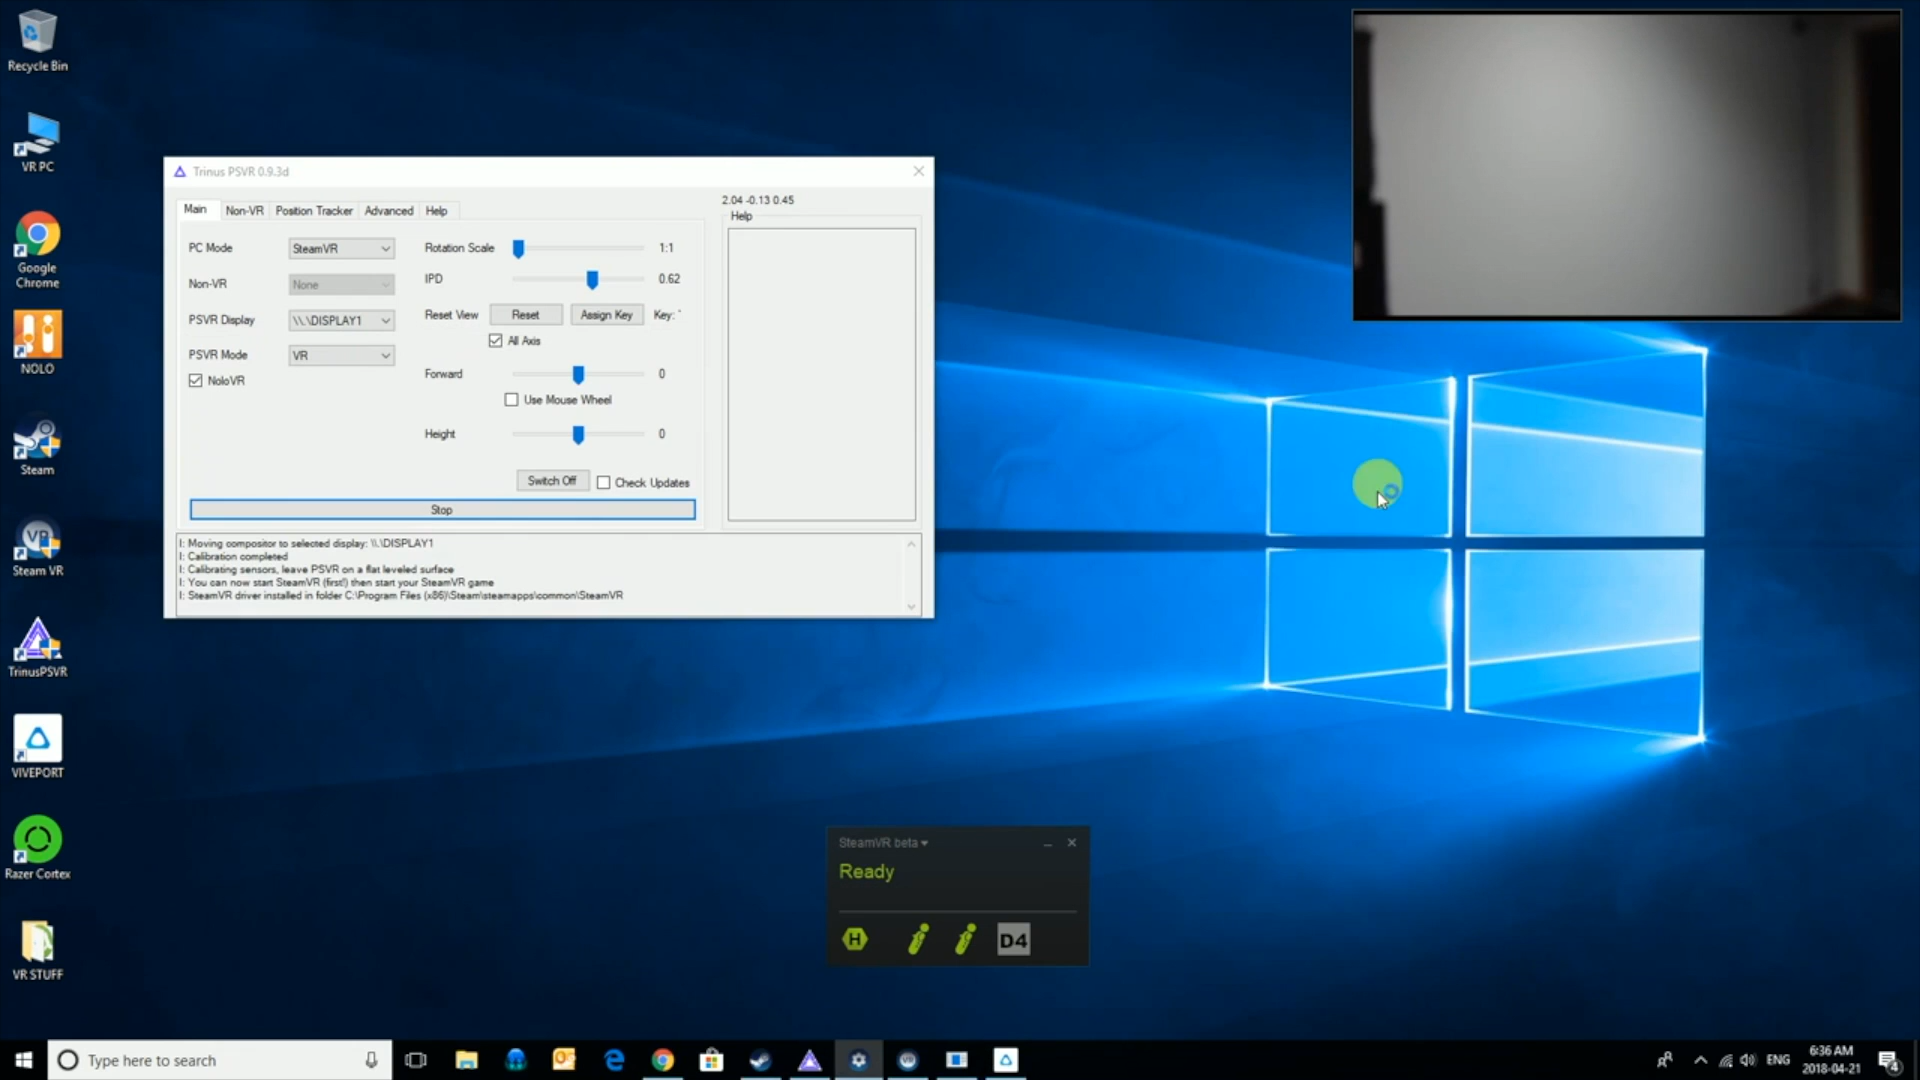 Recycle Bin
VR PC
Google
Chrome
NOLO
Steam
Steam VR
TrinusPSVR
VIVEPORT
Razer Cortex
VR STUFF
Trinus PSVR 0.9.3d
Main Non-VR Position Tracker Advanced Help
PC Mode SteamVR
Non-VR None
PSVR Display \\.\DISPLAY1
PSVR Mode VR
NoloVR
Rotation Scale 1:1
IPD 0.62
Reset View Reset Assign Key Key: `
All Axis
Forward 0
Use Mouse Wheel
Height 0
Switch Off Check Updates
Stop
2.04 -0.13 0.45
Help
I: Moving compositor to selected display: \\.\DISPLAY1
I: Calibration completed
I: Calibrating sensors, leave PSVR on a flat leveled surface
I: You can now start SteamVR (first!) then start your SteamVR game
I: SteamVR driver installed in folder C:\Program Files (x86)\Steam\steamapps\common\SteamVR
SteamVR beta
Ready
H D4
Type here to search
ENG
6:36 AM
2018-04-21
4